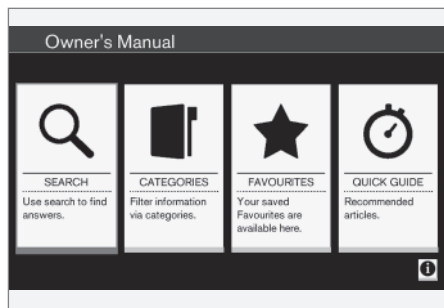 Owner's Manual
SEARCH
Use search to find
answers.
CATEGORIES
Filter information
via categories.
FAVOURITES
Your saved
Favourites are
available here.
QUICK GUIDE
Recommended
articles.
i